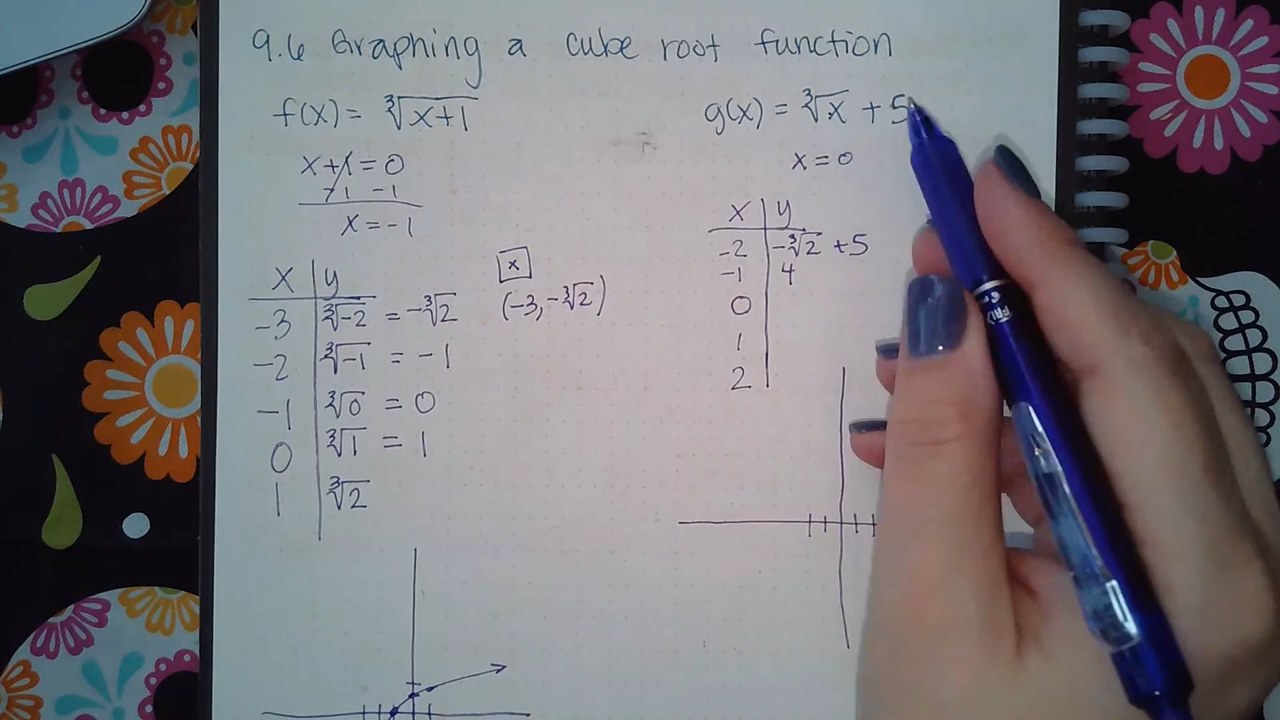 9.6 Graphing a cube root function
f(x) = ∛(x+1)
x+1 = 0
-1 -1
x = -1
x | y
-3 | ∛-2 = -∛2
-2 | ∛-1 = -1
-1 | ∛0 = 0
0 | ∛1 = 1
1 | ∛2
x
(-3, -∛2)
g(x) = ∛x + 5
x = 0
x | y
-2 | -∛2 + 5
-1 | 4
0
1
2